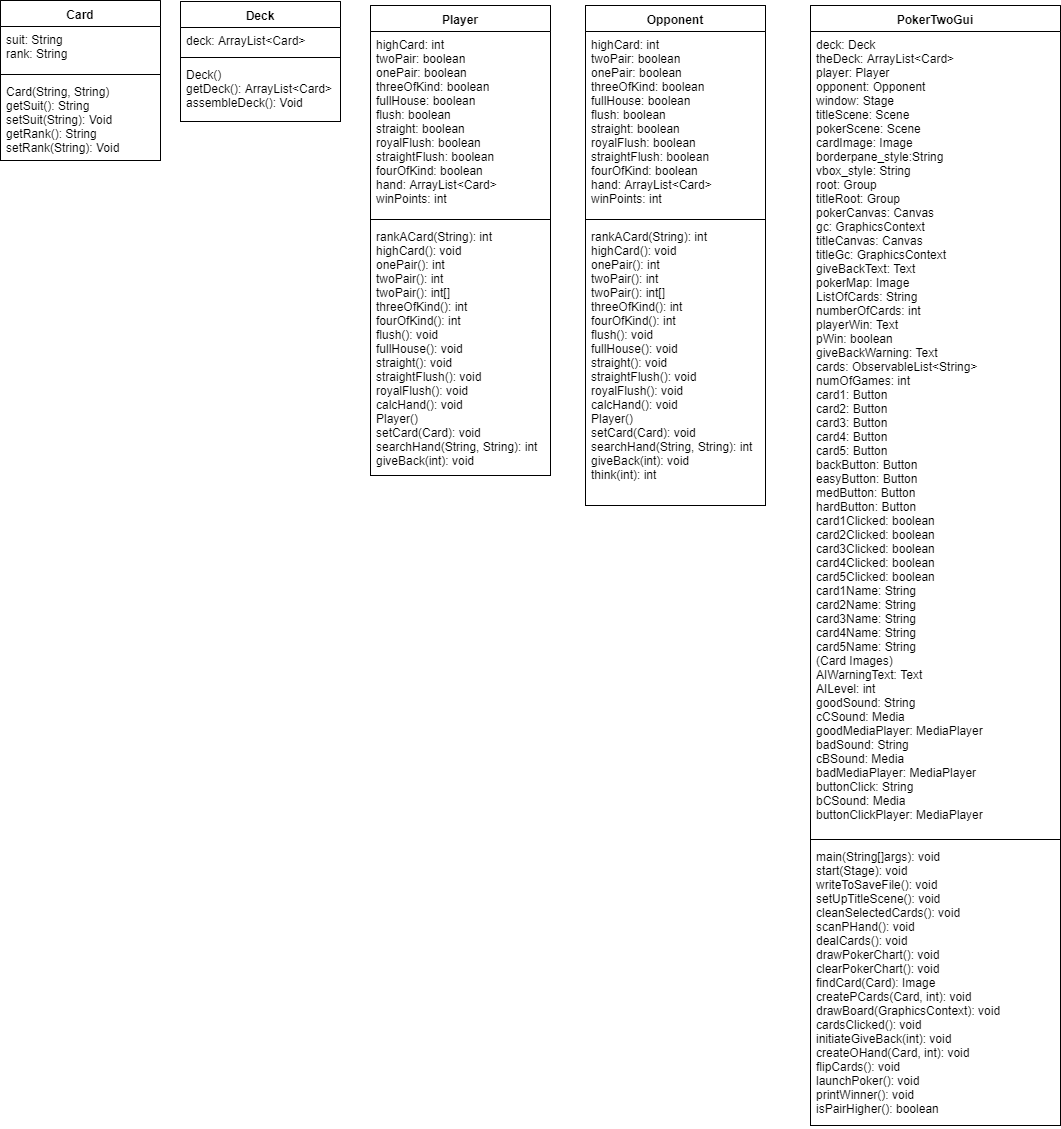 Card
suit: String
rank: String
Card(String, String)
getSuit(): String
setSuit(String): Void
getRank(): String
setRank(String): Void
Deck
deck: ArrayList<Card>
Deck()
getDeck(): ArrayList<Card>
assembleDeck(): Void
Player
highCard: int
twoPair: boolean
onePair: boolean
threeOfKind: boolean
fullHouse: boolean
flush: boolean
straight: boolean
royalFlush: boolean
straightFlush: boolean
fourOfKind: boolean
hand: ArrayList<Card>
winPoints: int
rankACard(String): int
highCard(): void
onePair(): int
twoPair(): int
twoPair(): int[]
threeOfKind(): int
fourOfKind(): int
flush(): void
fullHouse(): void
straight(): void
straightFlush(): void
royalFlush(): void
calcHand(): void
Player()
setCard(Card): void
searchHand(String, String): int
giveBack(int): void
Opponent
highCard: int
twoPair: boolean
onePair: boolean
threeOfKind: boolean
fullHouse: boolean
flush: boolean
straight: boolean
royalFlush: boolean
straightFlush: boolean
fourOfKind: boolean
hand: ArrayList<Card>
winPoints: int
rankACard(String): int
highCard(): void
onePair(): int
twoPair(): int
twoPair(): int[]
threeOfKind(): int
fourOfKind(): int
flush(): void
fullHouse(): void
straight(): void
straightFlush(): void
royalFlush(): void
calcHand(): void
Player()
setCard(Card): void
searchHand(String, String): int
giveBack(int): void
think(int): int
PokerTwoGui
deck: Deck
theDeck: ArrayList<Card>
player: Player
opponent: Opponent
window: Stage
titleScene: Scene
pokerScene: Scene
cardImage: Image
borderpane_style:String
vbox_style: String
root: Group
titleRoot: Group
pokerCanvas: Canvas
gc: GraphicsContext
titleCanvas: Canvas
titleGc: GraphicsContext
giveBackText: Text
pokerMap: Image
ListOfCards: String
numberOfCards: int
playerWin: Text
pWin: boolean
giveBackWarning: Text
cards: ObservableList<String>
numOfGames: int
card1: Button
card2: Button
card3: Button
card4: Button
card5: Button
backButton: Button
easyButton: Button
medButton: Button
hardButton: Button
card1Clicked: boolean
card2Clicked: boolean
card3Clicked: boolean
card4Clicked: boolean
card5Clicked: boolean
card1Name: String
card2Name: String
card3Name: String
card4Name: String
card5Name: String
(Card Images)
AIWarningText: Text
AILevel: int
goodSound: String
cCSound: Media
goodMediaPlayer: MediaPlayer
badSound: String
cBSound: Media
badMediaPlayer: MediaPlayer
buttonClick: String
bCSound: Media
buttonClickPlayer: MediaPlayer
main(String[]args): void
start(Stage): void
writeToSaveFile(): void
setUpTitleScene(): void
cleanSelectedCards(): void
scanPHand(): void
dealCards(): void
drawPokerChart(): void
clearPokerChart(): void
findCard(Card): Image
createPCards(Card, int): void
drawBoard(GraphicsContext): void
cardsClicked(): void
initiateGiveBack(int): void
createOHand(Card, int): void
flipCards(): void
launchPoker(): void
printWinner(): void
isPairHigher(): boolean